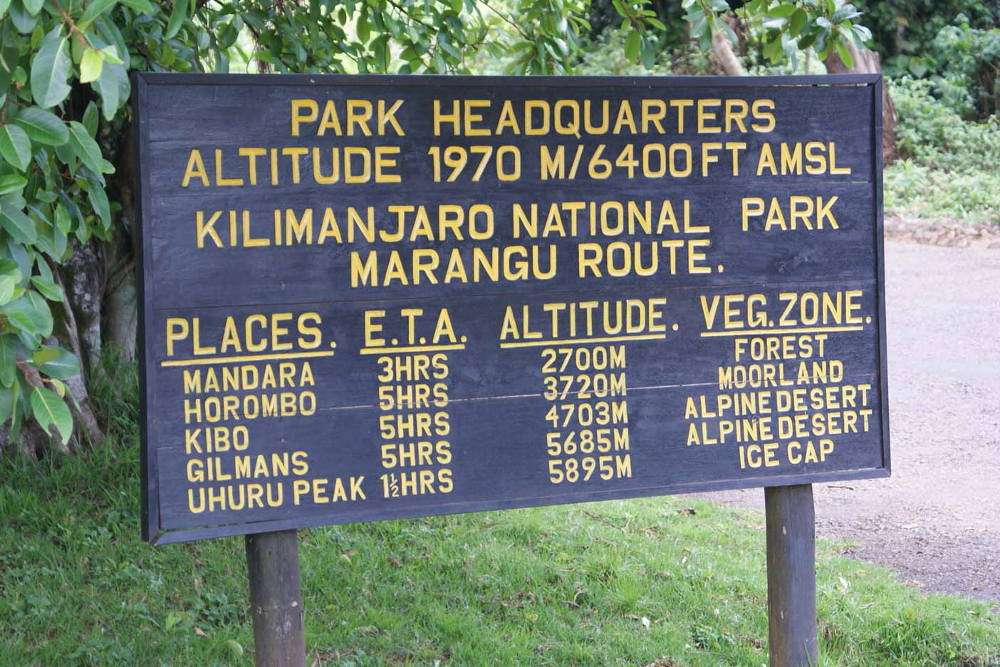 PARK HEADQUARTERS
ALTITUDE 1970 M/6400FT AMSL
KILIMANJARO NATIONAL PARK
MARANGU ROUTE.
PLACES. E.T.A. ALTITUDE. VEG.ZONE.
MANDARA 3HRS 2700M FOREST
HOROMBO 5HRS 3720M MOORLAND
KIBO 5HRS 4703M ALPINE DESERT
GILMANS 5HRS 5685M ALPINE DESERT
UHURU PEAK 1½HRS 5895M ICE CAP